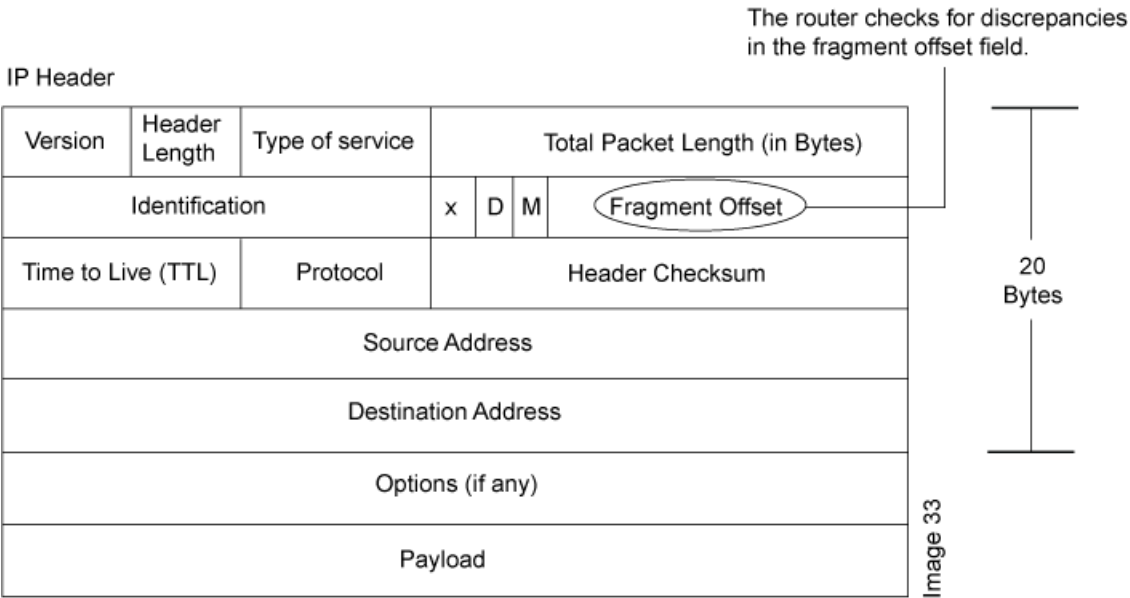 The router checks for discrepancies
in the fragment offset field.
IP Header
Version
Header
Length
Type of service
Total Packet Length (in Bytes)
Identification
x
D
M
Fragment Offset
Time to Live (TTL)
Protocol
Header Checksum
20
Bytes
Source Address
Destination Address
Options (if any)
Payload
Image 33